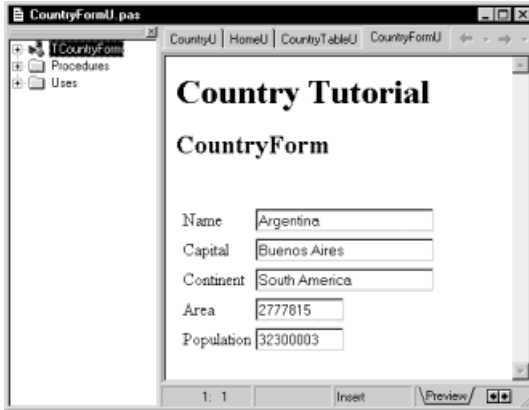 CountryFormU.pas
TCountryForm
Procedures
Uses
CountryU HomeU CountryTableU CountryFormU
Country Tutorial
CountryForm
Name Argentina
Capital Buenos Aires
Continent South America
Area 2777815
Population 32300003
1: 1 Insert Preview